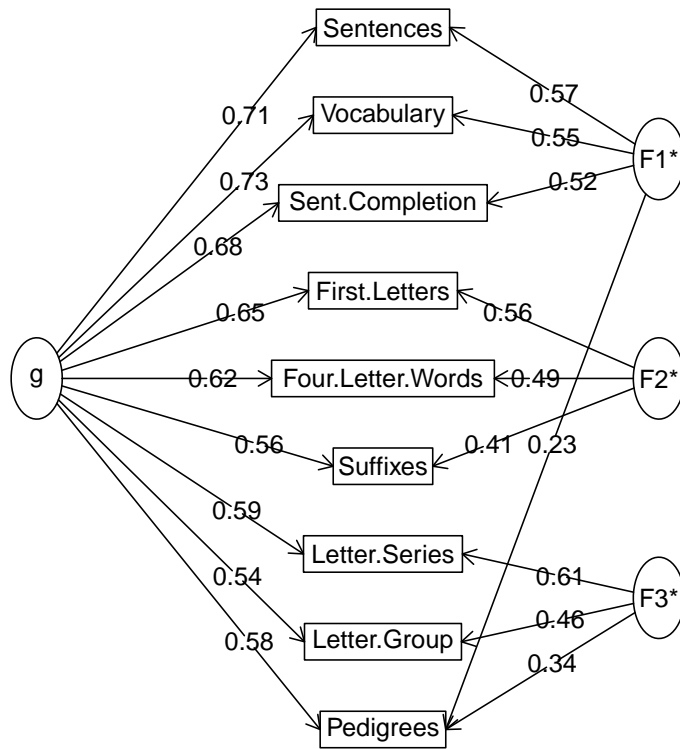 Sentences
0.57
0.71
Vocabulary
0.55
F1*
0.73
Sent.Completion
0.52
0.68
First.Letters
0.65
0.56
g
0.62
Four.Letter.Words
0.49
F2*
0.56
Suffixes
0.41
0.23
0.59
Letter.Series
0.61
0.54
F3*
0.46
0.58
Letter.Group
0.34
Pedigrees